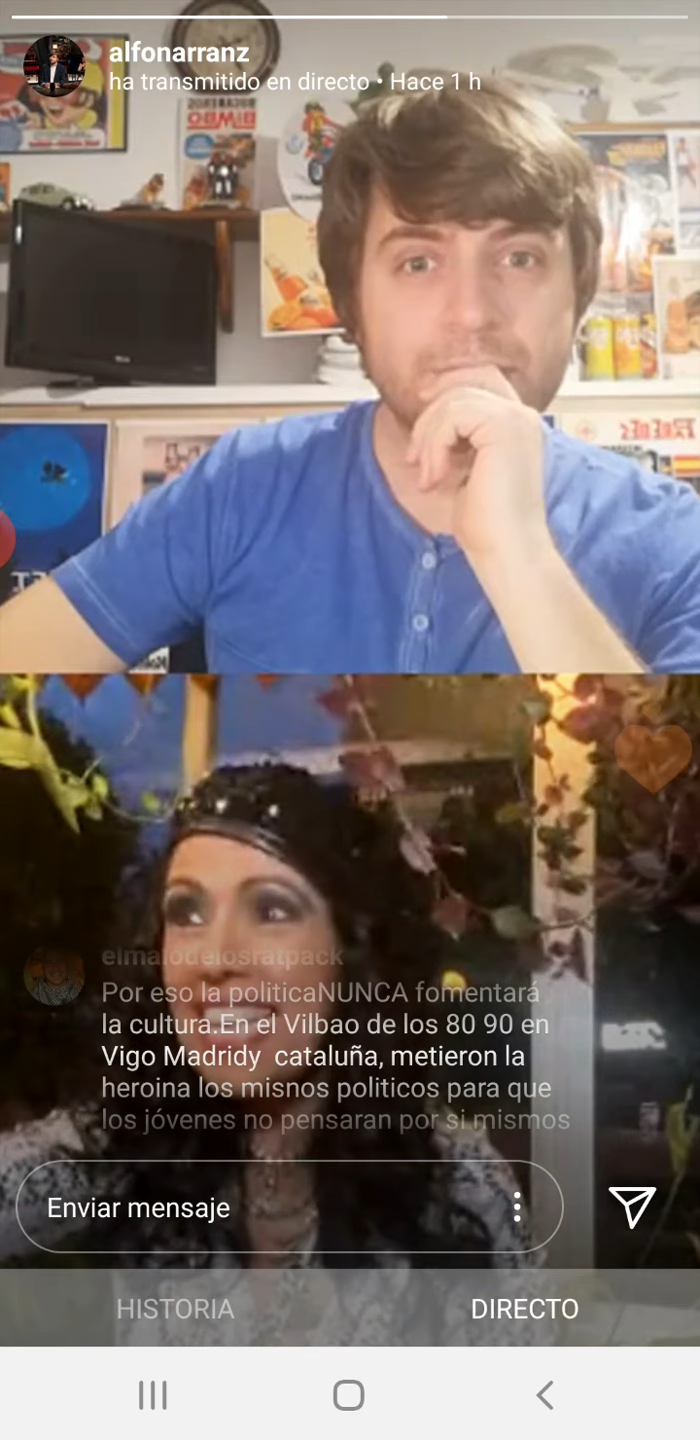 alfonarranz
ha transmitido en directo • Hace 1 h
BIMBO
elmalodelosratpack
Por eso la politicaNUNCA fomentará
la cultura.En el Vilbao de los 80 90 en
Vigo Madridy cataluña, metieron la
heroina los misnos politicos para que
los jóvenes no pensaran por si mismos
Enviar mensaje
HISTORIA
DIRECTO